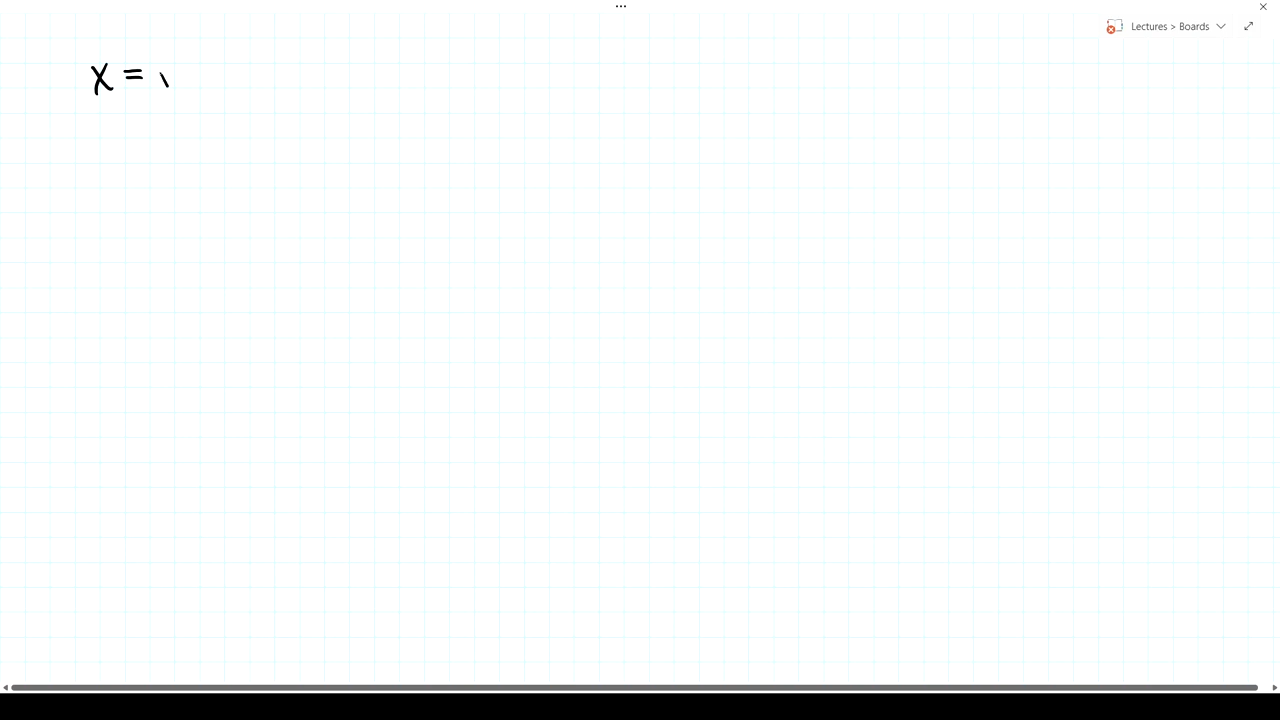 Lectures > Boards
x =